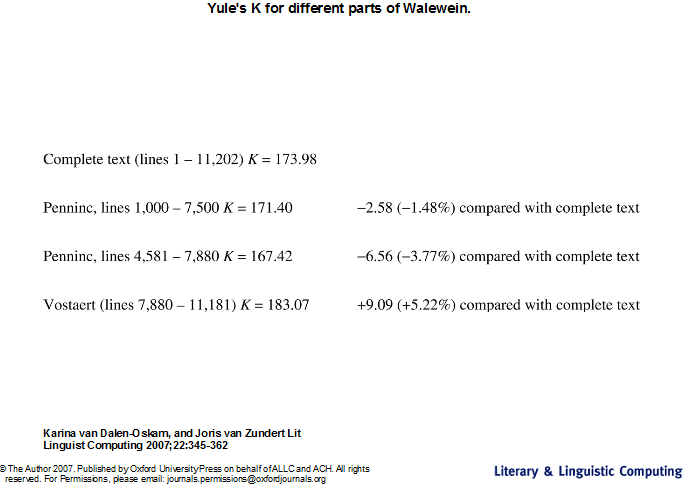 Yule's K for different parts of Walewein.
Complete text (lines 1 – 11,202) K = 173.98
Penninc, lines 1,000 – 7,500 K = 171.40 −2.58 (−1.48%) compared with complete text
Penninc, lines 4,581 – 7,880 K = 167.42 −6.56 (−3.77%) compared with complete text
Vostaert (lines 7,880 – 11,181) K = 183.07 +9.09 (+5.22%) compared with complete text
Karina van Dalen-Oskam, and Joris van Zundert Lit
Linguist Computing 2007;22:345-362
© The Author 2007. Published by Oxford University Press on behalf of ALLC and ACH. All rights
reserved. For Permissions, please email: journals.permissions@oxfordjournals.org
Literary & Linguistic Computing